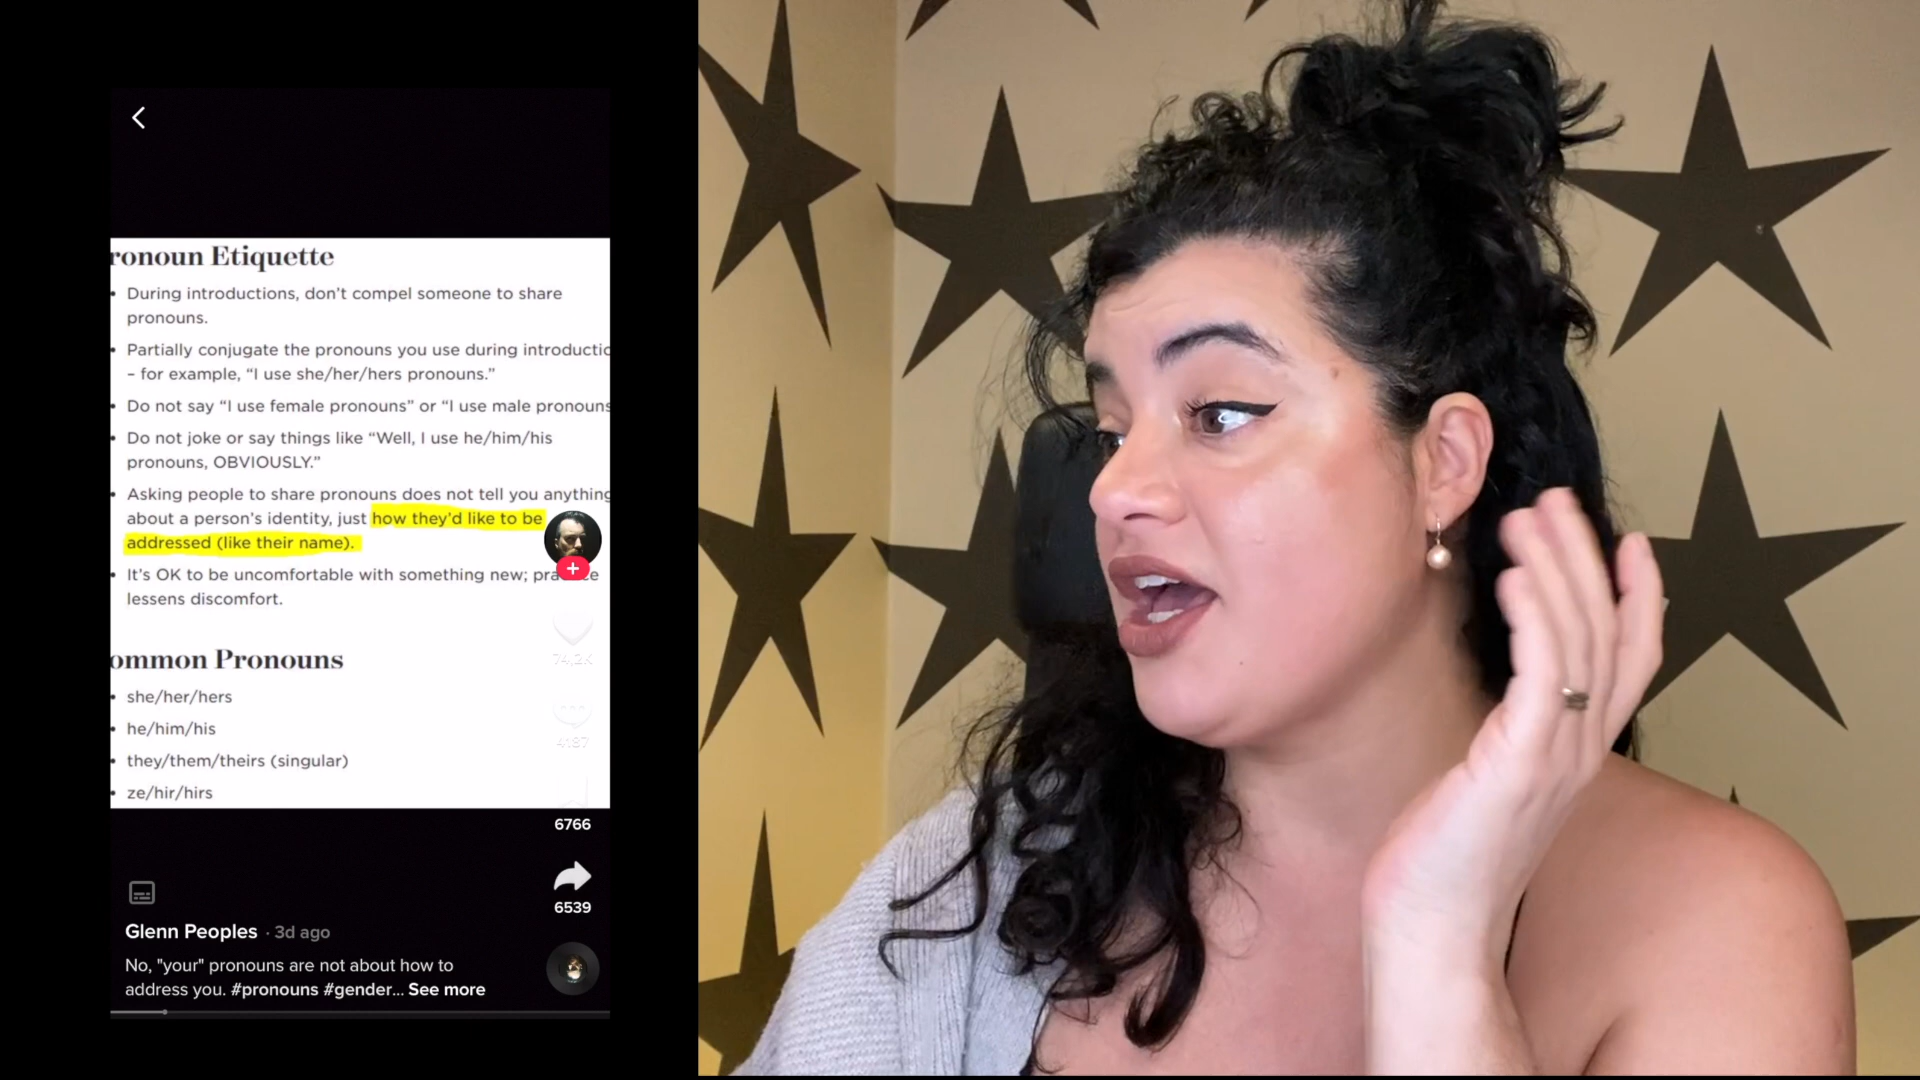 ronoun Etiquette
During introductions, don't compel someone to share
pronouns.
Partially conjugate the pronouns you use during introductic
– for example, "I use she/her/hers pronouns."
Do not say "I use female pronouns" or "I use male pronouns
Do not joke or say things like "Well, I use he/him/his
pronouns, OBVIOUSLY."
Asking people to share pronouns does not tell you anything
about a person's identity, just how they'd like to be
addressed (like their name).
It's OK to be uncomfortable with something new;
lessens discomfort.
ommon Pronouns
she/her/hers
he/him/his
they/them/theirs (singular)
ze/hir/hirs
74,2K
4187
6766
6539
Glenn Peoples · 3d ago
No, "your" pronouns are not about how to
address you. #pronouns #gender... See more